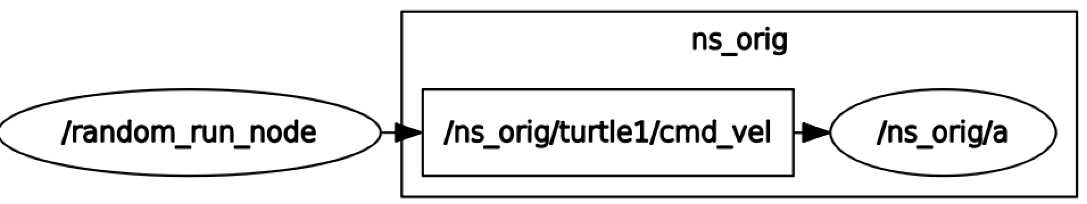 ns_orig
/random_run_node
/ns_orig/turtle1/cmd_vel
/ns_orig/a